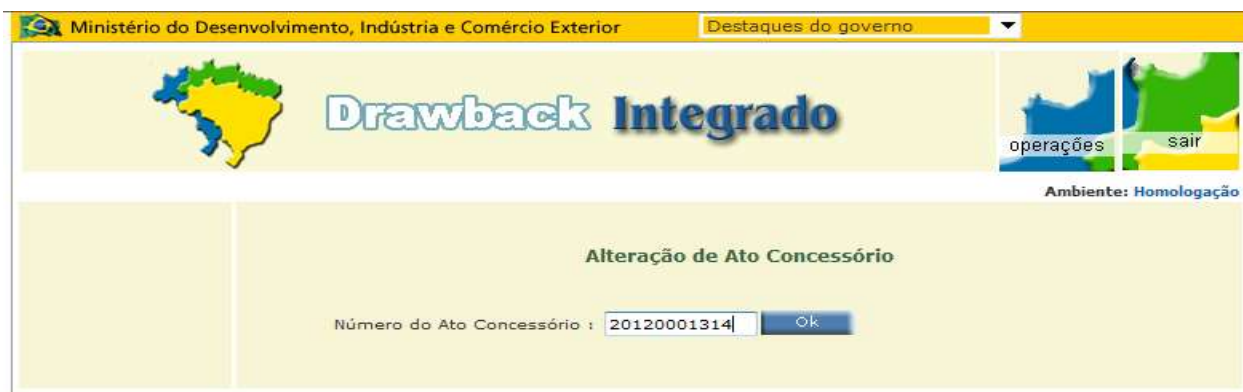 Ministério do Desenvolvimento, Indústria e Comércio Exterior
Destaques do governo
Drawback Integrado
operações
sair
Ambiente: Homologação
Alteração de Ato Concessório
Número do Ato Concessório : 20120001314 Ok